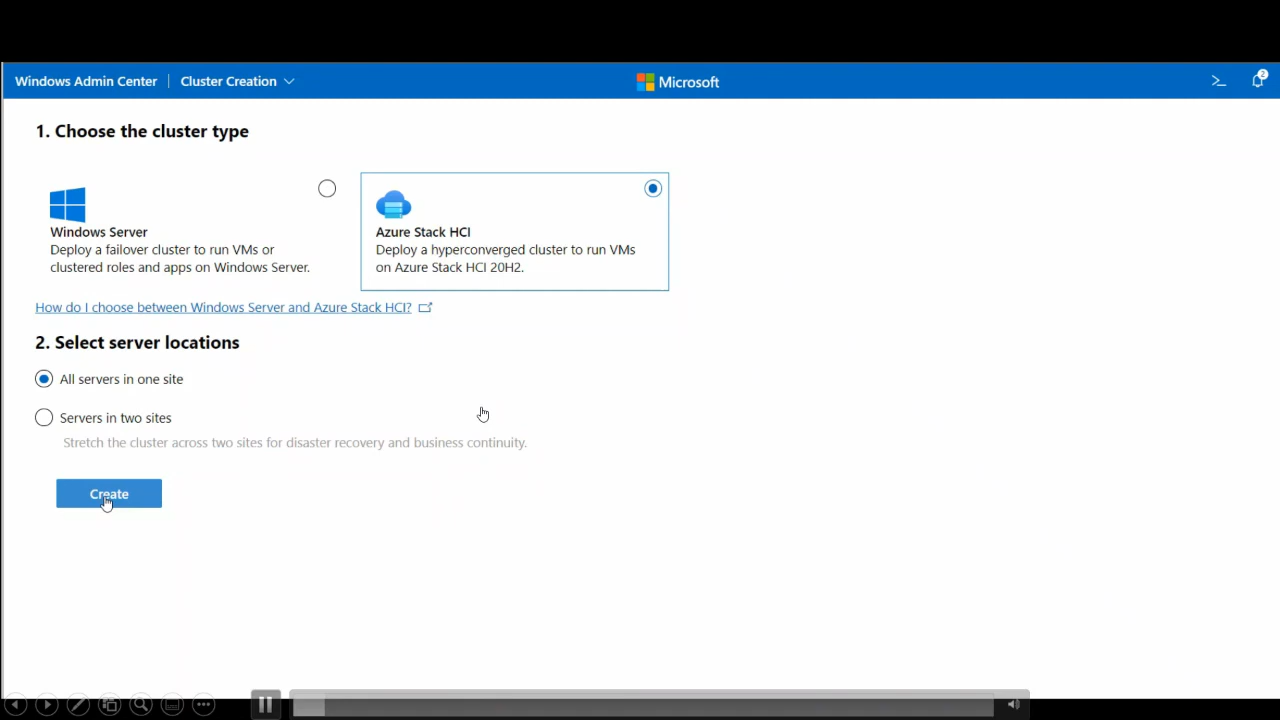 Windows Admin Center | Cluster Creation
Microsoft
2
1. Choose the cluster type
Windows Server
Deploy a failover cluster to run VMs or
clustered roles and apps on Windows Server.
Azure Stack HCI
Deploy a hyperconverged cluster to run VMs
on Azure Stack HCI 20H2.
How do I choose between Windows Server and Azure Stack HCI?
2. Select server locations
All servers in one site
Servers in two sites
Stretch the cluster across two sites for disaster recovery and business continuity.
Create